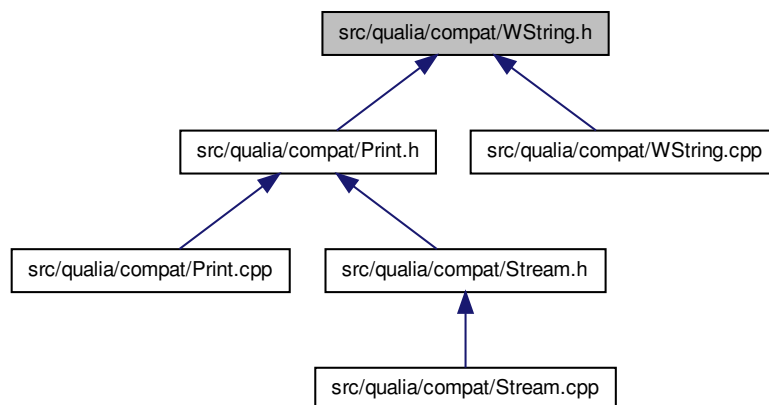 src/qualia/compat/WString.h
src/qualia/compat/Print.h
src/qualia/compat/WString.cpp
src/qualia/compat/Print.cpp
src/qualia/compat/Stream.h
src/qualia/compat/Stream.cpp